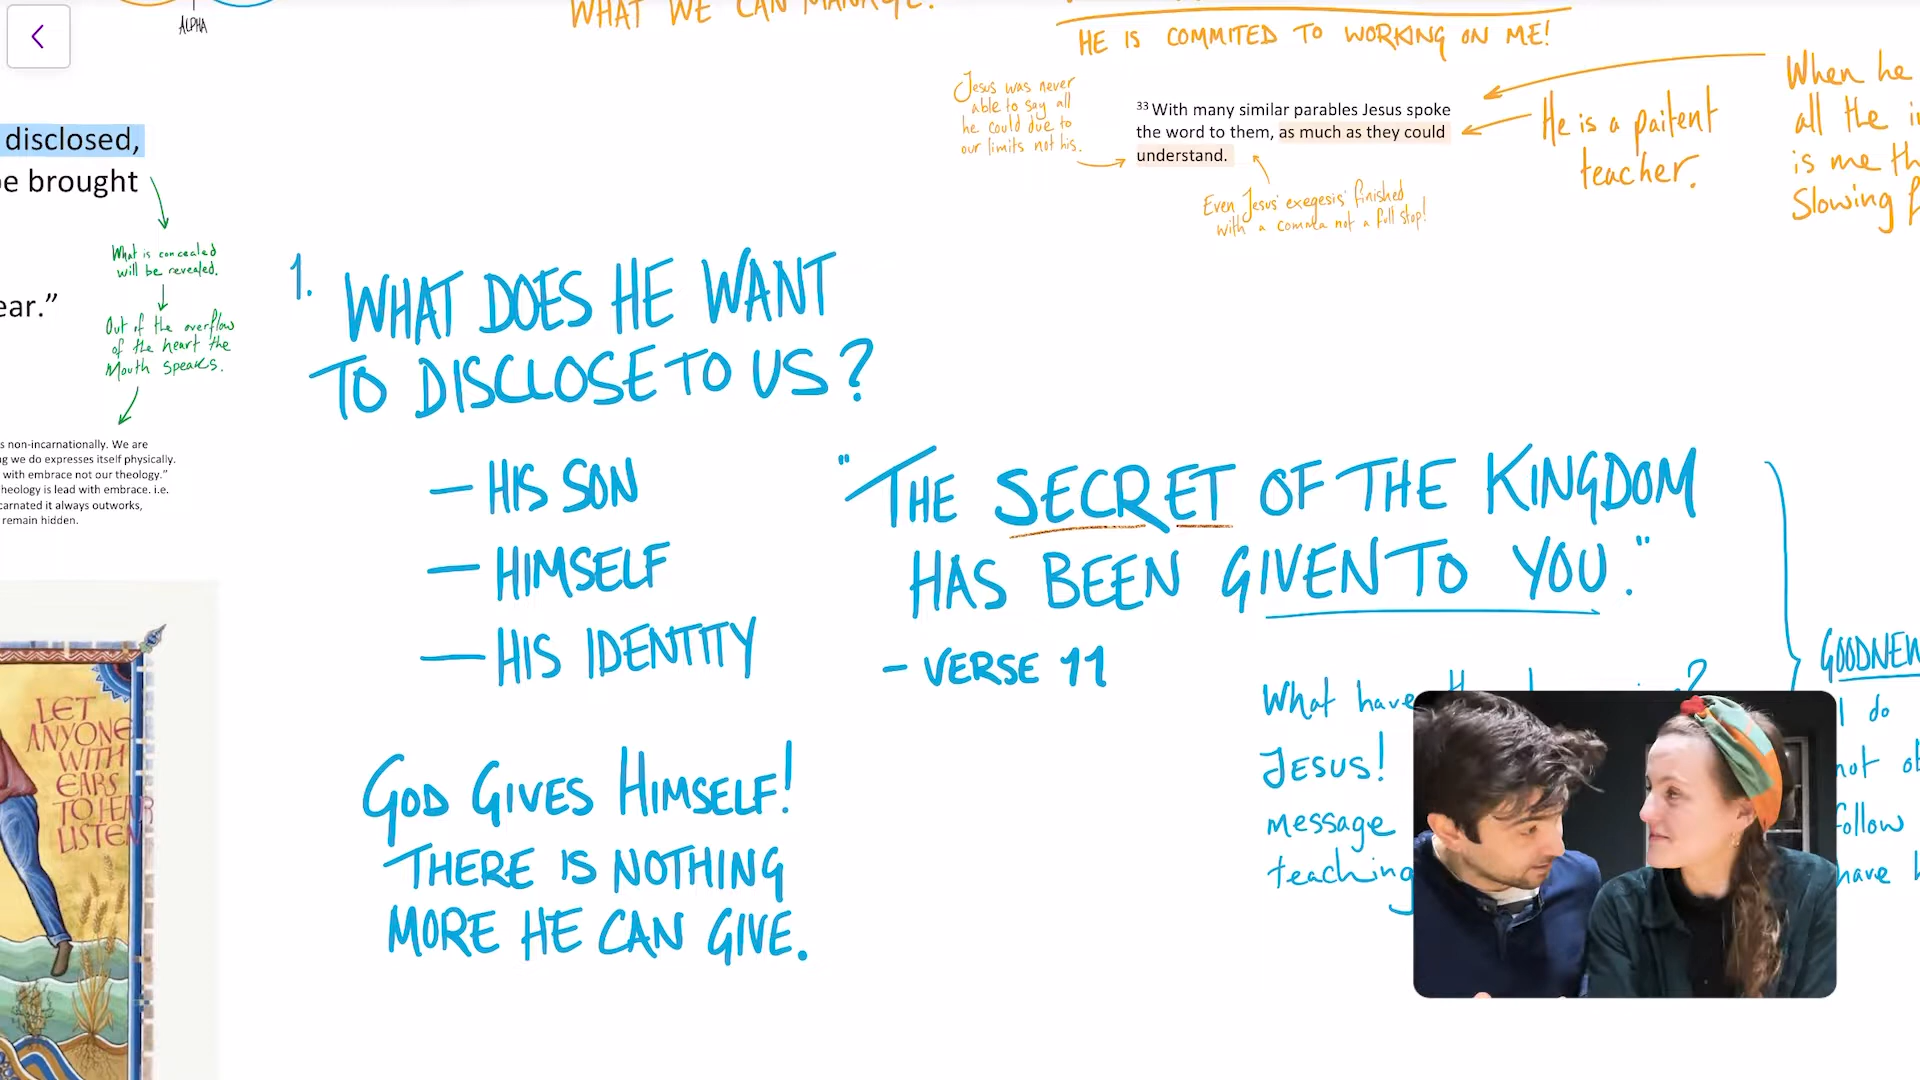 ALPHA
WHAT WE CAN MANAGE!
HE IS COMMITED TO WORKING ON ME!
disclosed,
be brought
ear.”
What is concealed
will be revealed.
Out of the overflow
of the heart the
Mouth speaks.
s non-incarnationally. We are
g we do expresses itself physically.
with embrace not our theology.”
heology is lead with embrace. i.e.
carnated it always outworks,
remain hidden.
LET
ANYONE
WITH
EARS
TO HEAR
LISTEN
Jesus was never
able to say all
he could due to
our limits not his.
33 With many similar parables Jesus spoke
the word to them, as much as they could
understand.
Even Jesus' exegesis' finished
with a comma not a full stop!
He is a paitent
teacher.
When he
all the i
is me th
Slowing
1. WHAT DOES HE WANT
TO DISCLOSE TO US?
— HIS SON
— HIMSELF
— HIS IDENTITY
GOD GIVES HIMSELF!
THERE IS NOTHING
MORE HE CAN GIVE.
"THE SECRET OF THE KINGDOM
HAS BEEN GIVEN TO YOU."
- VERSE 11
What have
JESUS!
message
teaching
GOODNEW
I do
not ob
follow
have